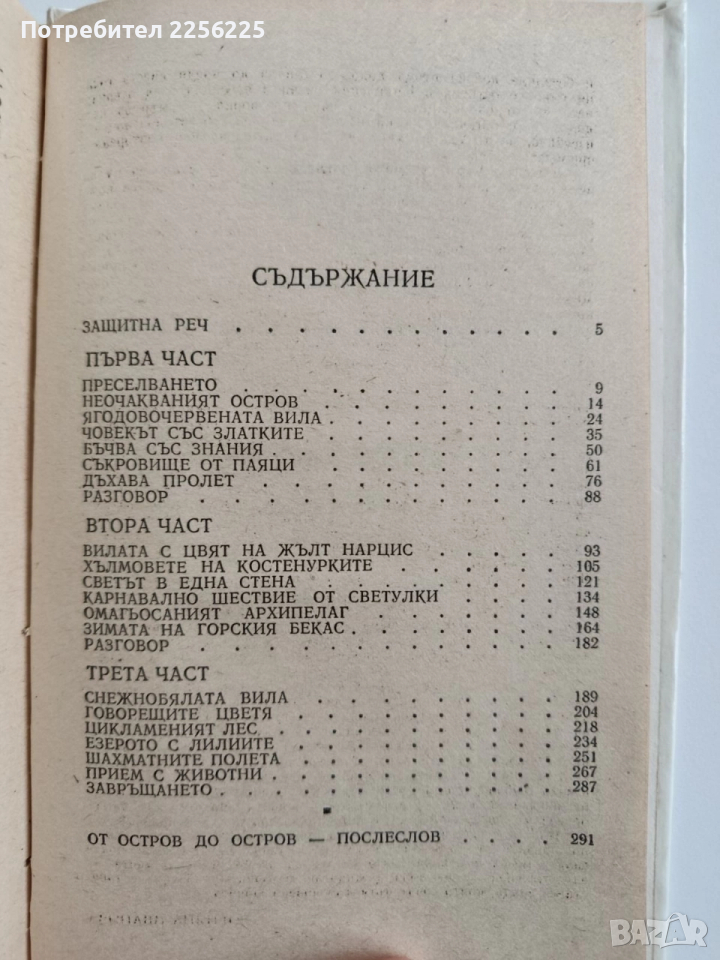 Потребител 2256225
СЪДЪРЖАНИЕ
ЗАЩИТНА РЕЧ . . . . . . . . . . . . 5
ПЪРВА ЧАСТ
ПРЕСЕЛВАНЕТО . . . . . . . . . . . 9
НЕОЧАКВАНИЯТ ОСТРОВ . . . . . . . . 14
ЯГОДОВОЧЕРВЕНАТА ВИЛА . . . . . . . 24
ЧОВЕКЪТ СЪС ЗЛАТКИТЕ . . . . . . . 35
БЪЧВА СЪС ЗНАНИЯ . . . . . . . . . 50
СЪКРОВИЩЕ ОТ ПАЯЦИ . . . . . . . . 61
ДЪХАВА ПРОЛЕТ . . . . . . . . . . 76
РАЗГОВОР . . . . . . . . . . . . 88
ВТОРА ЧАСТ
ВИЛАТА С ЦВЯТ НА ЖЪЛТ НАРЦИС . . . . 93
ХЪЛМОВЕТЕ НА КОСТЕНУРКИТЕ . . . . . 105
СВЕТЪТ В ЕДНА СТЕНА . . . . . . . . 121
КАРНАВАЛНО ШЕСТВИЕ ОТ СВЕТУЛКИ . . . 134
ОМАГЬОСАНИЯТ АРХИПЕЛАГ . . . . . . 148
ЗИМАТА НА ГОРСКИЯ БЕКАС . . . . . . 164
РАЗГОВОР . . . . . . . . . . . . 182
ТРЕТА ЧАСТ
СНЕЖНОБЯЛАТА ВИЛА . . . . . . . . 189
ГОВОРЕЩИТЕ ЦВЕТЯ . . . . . . . . . 204
ЦИКЛАМЕНИЯТ ЛЕС . . . . . . . . . 218
ЕЗЕРОТО С ЛИЛИИТЕ . . . . . . . . 234
ШАХМАТНИТЕ ПОЛЕТА . . . . . . . . 251
ПРИЕМ С ЖИВОТНИ . . . . . . . . . 267
ЗАВРЪЩАНЕТО . . . . . . . . . . . 287
ОТ ОСТРОВ ДО ОСТРОВ — ПОСЛЕСЛОВ . . . . 291
BAZAR